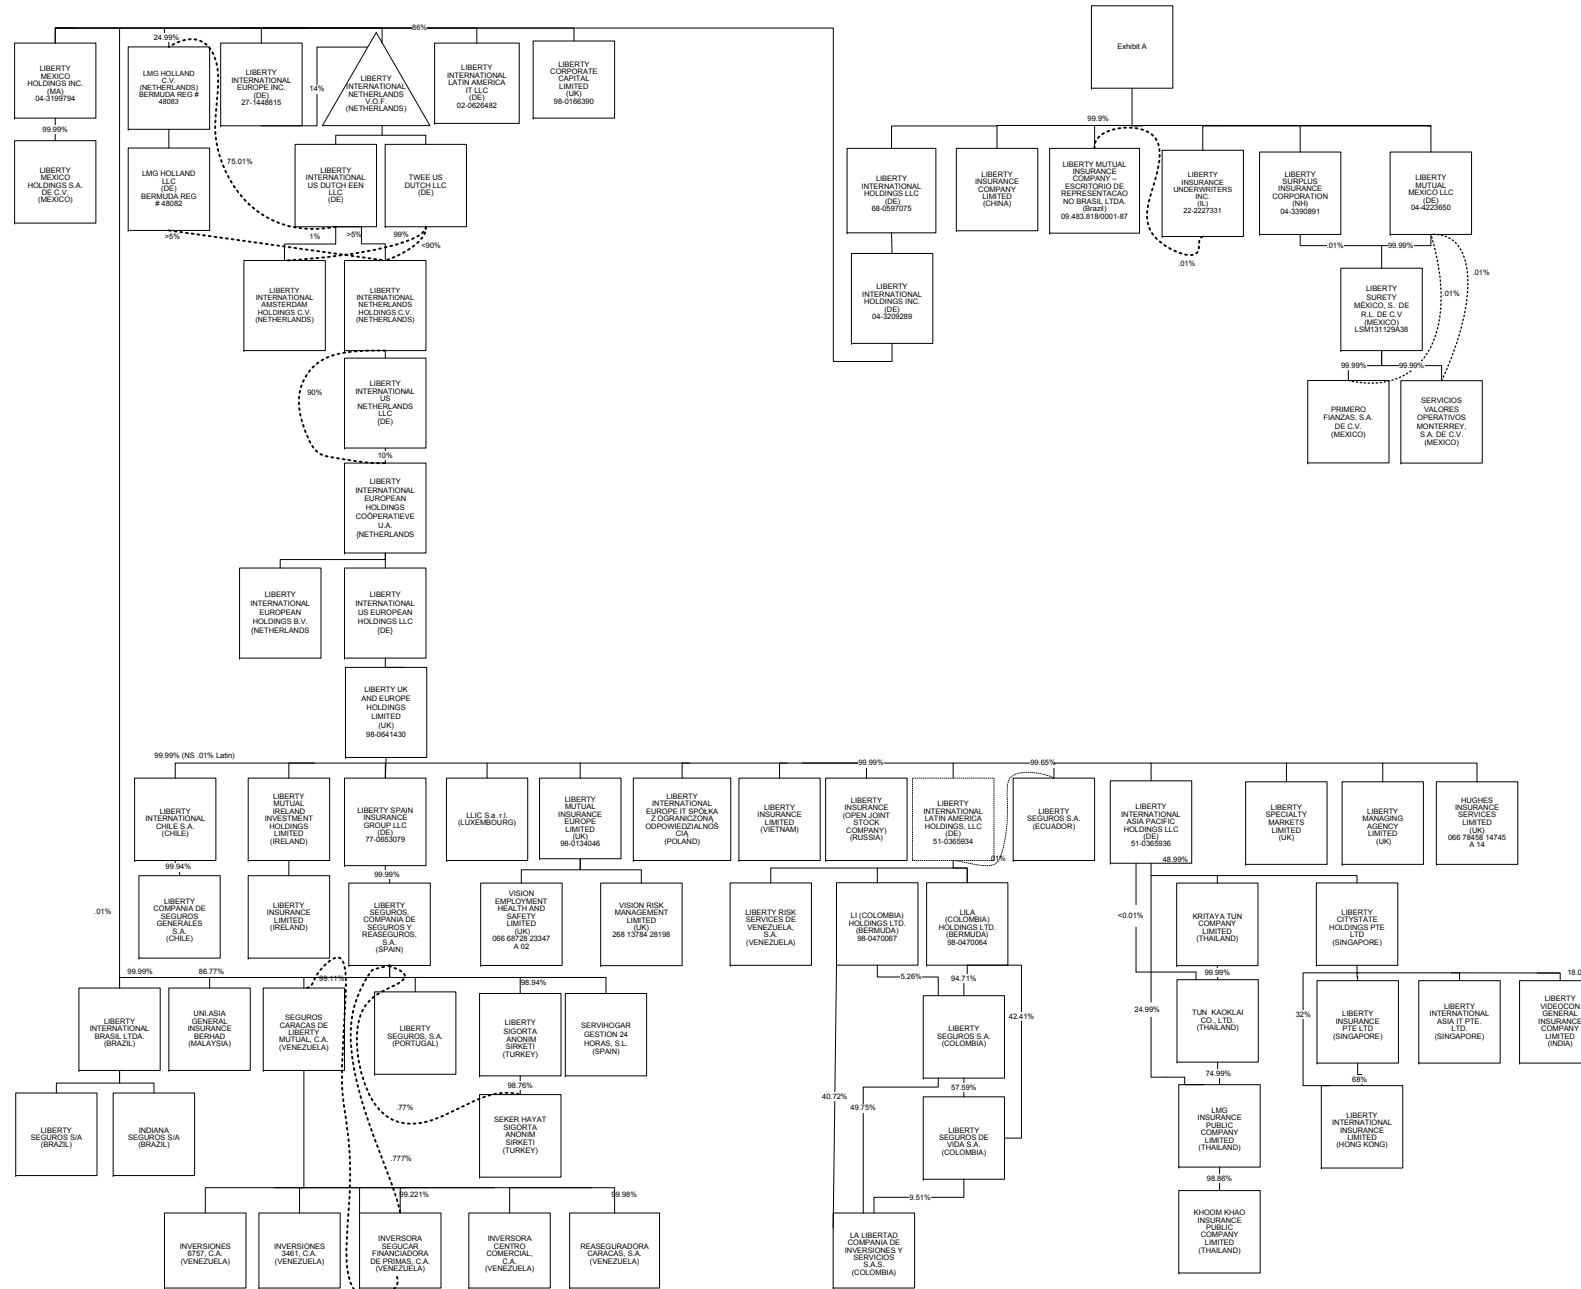 86%
24.99%
LIBERTY
MEXICO
HOLDINGS INC.
(MA)
04-3199794
LMG HOLLAND
C.V.
(NETHERLANDS)
BERMUDA REG #
48083
LIBERTY
INTERNATIONAL
EUROPE INC.
(DE)
27-1448815
14%
LIBERTY
INTERNATIONAL
NETHERLANDS
V.O.F.
(NETHERLANDS)
LIBERTY
INTERNATIONAL
LATIN AMERICA
IT LLC
(DE)
02-0626482
LIBERTY
CORPORATE
CAPITAL
LIMITED
(UK)
98-0166390
Exhibit A
99.99%
LIBERTY
MEXICO
HOLDINGS S.A.
DE C.V.
(MEXICO)
LMG HOLLAND
LLC
(DE)
BERMUDA REG
# 48082
75.01%
LIBERTY
INTERNATIONAL
US DUTCH EEN
LLC
(DE)
TWEE US
DUTCH LLC
(DE)
99.9%
LIBERTY
INTERNATIONAL
HOLDINGS LLC
(DE)
68-0597075
LIBERTY
INSURANCE
COMPANY
LIMITED
(CHINA)
LIBERTY MUTUAL
INSURANCE
COMPANY –
ESCRITORIO DE
REPRESENTACAO
NO BRASIL LTDA.
(Brazil)
09.483.818/0001-87
LIBERTY
INSURANCE
UNDERWRITERS
INC.
(IL)
22-2227331
LIBERTY
SURPLUS
INSURANCE
CORPORATION
(NH)
04-3390891
LIBERTY
MUTUAL
MEXICO LLC
(DE)
04-4223650
>5%
1%
>5%
99%
<90%
.01%
.01%
99.99%
.01%
.01%
LIBERTY
INTERNATIONAL
AMSTERDAM
HOLDINGS C.V.
(NETHERLANDS)
LIBERTY
INTERNATIONAL
NETHERLANDS
HOLDINGS C.V.
(NETHERLANDS)
LIBERTY
INTERNATIONAL
HOLDINGS INC.
(DE)
04-3209289
LIBERTY
SURETY
MÉXICO, S. DE
R.L. DE C.V
(MEXICO)
LSM131129A38
90%
LIBERTY
INTERNATIONAL
US
NETHERLANDS
LLC
(DE)
99.99%
99.99%
PRIMERO
FIANZAS, S.A.
DE C.V.
(MEXICO)
SERVICIOS
VALORES
OPERATIVOS
MONTERREY,
S.A. DE C.V.
(MEXICO)
10%
LIBERTY
INTERNATIONAL
EUROPEAN
HOLDINGS
COÖPERATIEVE
U.A.
(NETHERLANDS
LIBERTY
INTERNATIONAL
EUROPEAN
HOLDINGS B.V.
(NETHERLANDS
LIBERTY
INTERNATIONAL
US EUROPEAN
HOLDINGS LLC
(DE)
LIBERTY UK
AND EUROPE
HOLDINGS
LIMITED
(UK)
98-0641430
99.99% (NS .01% Latin)
99.99%
99.65%
LIBERTY
INTERNATIONAL
CHILE S.A.
(CHILE)
LIBERTY
MUTUAL
IRELAND
INVESTMENT
HOLDINGS
LIMITED
(IRELAND)
LIBERTY SPAIN
INSURANCE
GROUP LLC
(DE)
77-0653079
LLIC S.a. r.l.
(LUXEMBOURG)
LIBERTY
MUTUAL
INSURANCE
EUROPE
LIMITED
(UK)
98-0134046
LIBERTY
INTERNATIONAL
EUROPE IT SPÓŁKA
Z OGRANICZONĄ
ODPOWIEDZIALNOŚ
CIĄ
(POLAND)
LIBERTY
INSURANCE
LIMITED
(VIETNAM)
LIBERTY
INSURANCE
(OPEN JOINT
STOCK
COMPANY)
(RUSSIA)
LIBERTY
INTERNATIONAL
LATIN AMERICA
HOLDINGS, LLC
(DE)
51-0365934
LIBERTY
SEGUROS S.A.
(ECUADOR)
LIBERTY
INTERNATIONAL
ASIA PACIFIC
HOLDINGS LLC
(DE)
51-0365936
LIBERTY
SPECIALTY
MARKETS
LIMITED
(UK)
LIBERTY
MANAGING
AGENCY
LIMITED
(UK)
HUGHES
INSURANCE
SERVICES
LIMITED
(UK)
066 78458 14745
A 14
99.94%
99.99%
.01%
48.99%
.01%
LIBERTY
COMPANIA DE
SEGUROS
GENERALES
S.A.
(CHILE)
LIBERTY
INSURANCE
LIMITED
(IRELAND)
LIBERTY
SEGUROS,
COMPANIA DE
SEGUROS Y
REASEGUROS,
S.A.
(SPAIN)
VISION
EMPLOYMENT
HEALTH AND
SAFETY
LIMITED
(UK)
066 68728 23347
A 02
VISION RISK
MANAGEMENT
LIMITED
(UK)
268 13784 28198
LIBERTY RISK
SERVICES DE
VENEZUELA,
S.A.
(VENEZUELA)
LI (COLOMBIA)
HOLDINGS LTD.
(BERMUDA)
98-0470067
LILA
(COLOMBIA)
HOLDINGS LTD.
(BERMUDA)
98-0470064
<0.01%
KRITAYA TUN
COMPANY
LIMITED
(THAILAND)
LIBERTY
CITYSTATE
HOLDINGS PTE
LTD
(SINGAPORE)
99.99%
86.77%
99.11%
98.94%
5.26%
94.71%
99.99%
18.0
LIBERTY
INTERNATIONAL
BRASIL LTDA.
(BRAZIL)
UNI.ASIA
GENERAL
INSURANCE
BERHAD
(MALAYSIA)
SEGUROS
CARACAS DE
LIBERTY
MUTUAL, C.A.
(VENEZUELA)
LIBERTY
SEGUROS, S.A.
(PORTUGAL)
LIBERTY
SIGORTA
ANONIM
SIRKETI
(TURKEY)
SERVIHOGAR
GESTION 24
HORAS, S.L.
(SPAIN)
LIBERTY
SEGUROS S.A.
(COLOMBIA)
42.41%
24.99%
TUN KAOKLAI
CO., LTD.
(THAILAND)
32%
LIBERTY
INSURANCE
PTE LTD
(SINGAPORE)
LIBERTY
INTERNATIONAL
ASIA IT PTE.
LTD.
(SINGAPORE)
LIBERTY
VIDEOCON
GENERAL
INSURANCE
COMPANY
LIMITED
(INDIA)
98.76%
57.59%
74.99%
68%
.77%
40.72%
49.75%
LIBERTY
SEGUROS S/A
(BRAZIL)
INDIANA
SEGUROS S/A
(BRAZIL)
SEKER HAYAT
SIGORTA
ANONIM
SIRKETI
(TURKEY)
LIBERTY
SEGUROS DE
VIDA S.A.
(COLOMBIA)
LMG
INSURANCE
PUBLIC
COMPANY
LIMITED
(THAILAND)
LIBERTY
INTERNATIONAL
INSURANCE
LIMITED
(HONG KONG)
.777%
99.221%
99.98%
9.51%
98.86%
INVERSIONES
6757, C.A.
(VENEZUELA)
INVERSIONES
3461, C.A.
(VENEZUELA)
INVERSORA
SEGUCAR
FINANCIADORA
DE PRIMAS, C.A.
(VENEZUELA)
INVERSORA
CENTRO
COMERCIAL,
C.A.
(VENEZUELA)
REASEGURADORA
CARACAS, S.A.
(VENEZUELA)
LA LIBERTAD
COMPANIA DE
INVERSIONES Y
SERVICIOS
S.A.S.
(COLOMBIA)
KHOOM KHAO
INSURANCE
PUBLIC
COMPANY
LIMITED
(THAILAND)